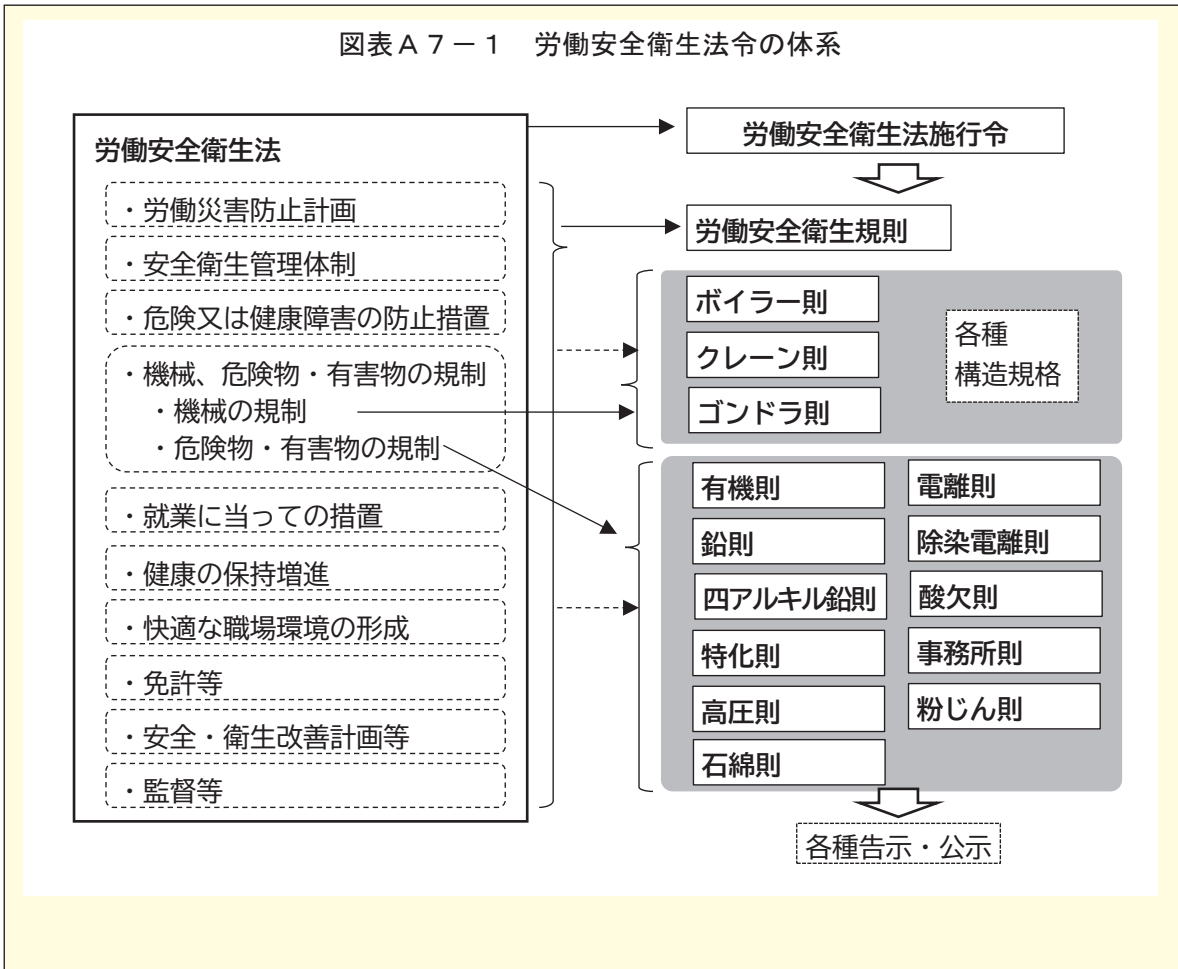 図表Ａ７－１　労働安全衛生法令の体系
労働安全衛生法
・労働災害防止計画
・安全衛生管理体制
・危険又は健康障害の防止措置
・機械、危険物・有害物の規制
・機械の規制
・危険物・有害物の規制
・就業に当っての措置
・健康の保持増進
・快適な職場環境の形成
・免許等
・安全・衛生改善計画等
・監督等
労働安全衛生法施行令
労働安全衛生規則
ボイラー則
クレーン則
ゴンドラ則
各種
構造規格
有機則
鉛則
四アルキル鉛則
特化則
高圧則
石綿則
電離則
除染電離則
酸欠則
事務所則
粉じん則
各種告示・公示